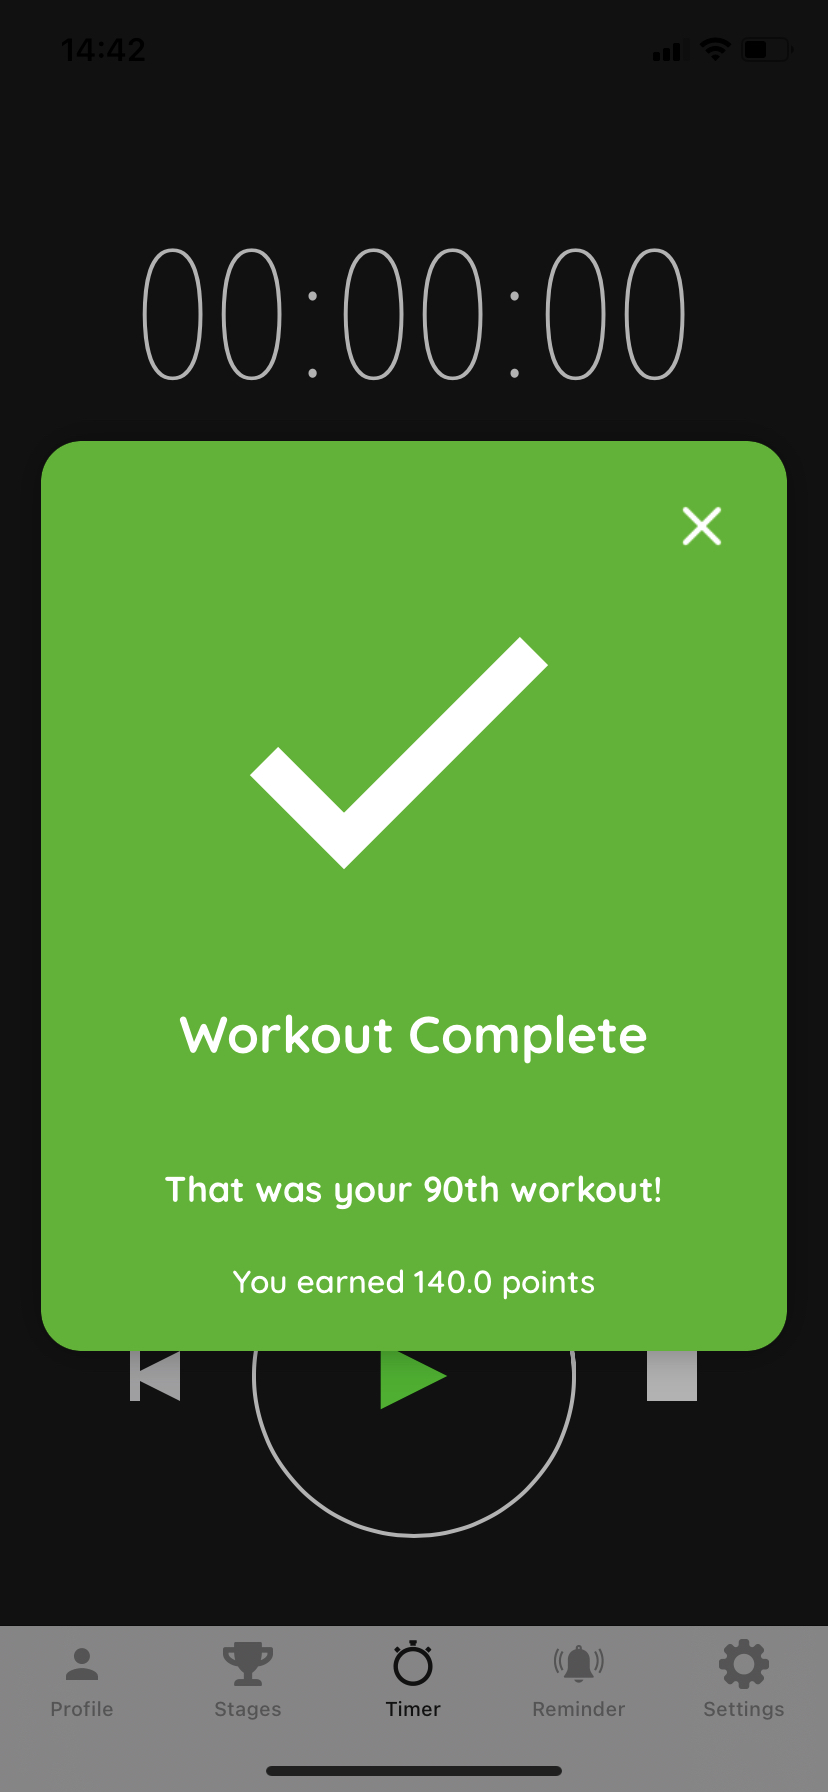 14:42
00:00:00
Workout Complete
That was your 90th workout!
You earned 140.0 points
Profile
Stages
Timer
Reminder
Settings